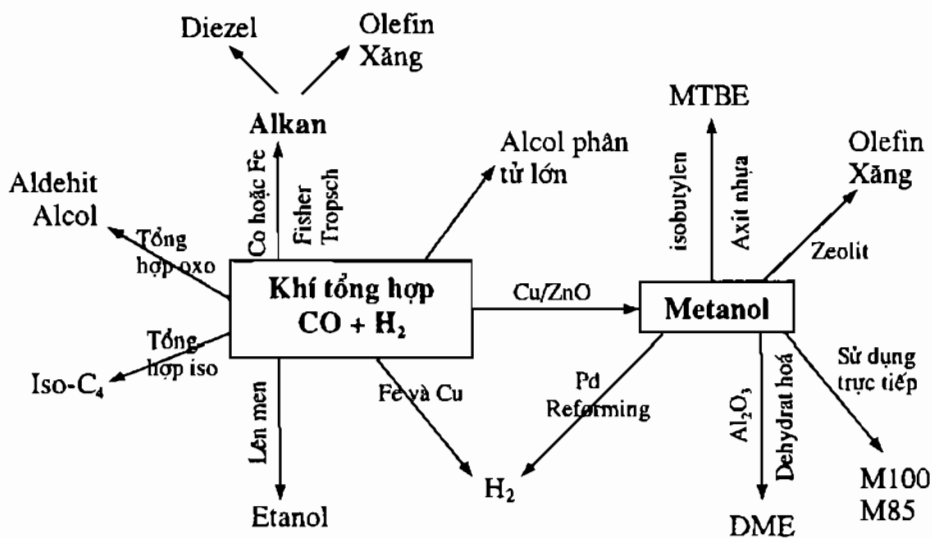 Diezel
Olefin
Xăng
Alkan
MTBE
Alcol phân
tử lớn
Olefin
Xăng
Aldehit
Alcol
Co hoặc Fe
Fisher
Tropsch
isobutylen
Axit nhựa
Zeolit
Tổng
hợp oxo
Khí tổng hợp
CO + H₂
Cu/ZnO
Metanol
Tổng
hợp iso
Iso-C₄
Lên men
Fe và Cu
Pd
Reforming
Al₂O₃
Dehydrat hoá
Sử dụng
trực tiếp
Etanol
H₂
DME
M100
M85